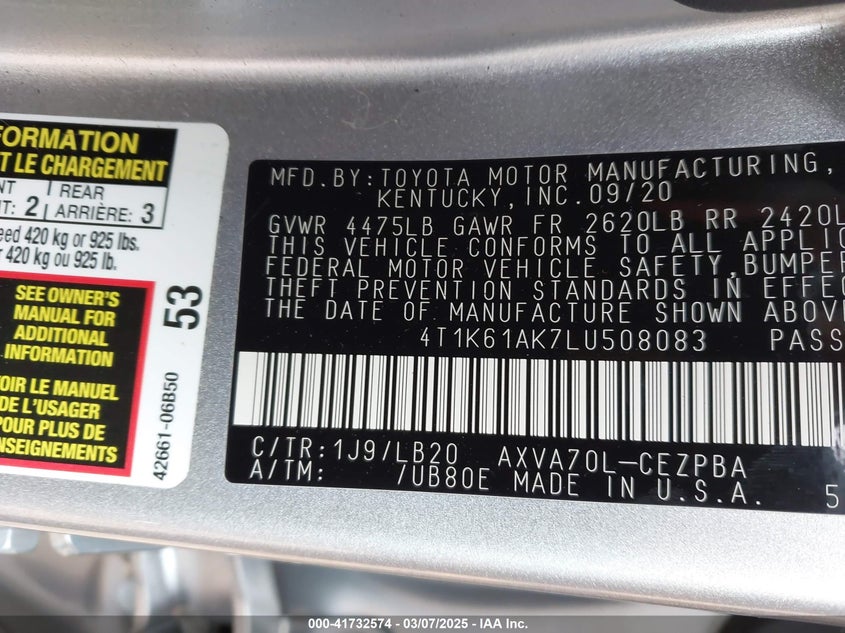 FORMATION
T LE CHARGEMENT
NT | REAR
T: 2 | ARRIÈRE: 3
eed 420 kg or 925 lbs.
r 420 kg ou 925 lb.
SEE OWNER'S
MANUAL FOR
ADDITIONAL
INFORMATION
VOIR LE MANUEL
DE L'USAGER
POUR PLUS DE
NSEIGNEMENTS
53
42661-06B50
MFD.BY:TOYOTA MOTOR MANUFACTURING,
KENTUCKY,INC.09/20
GVWR 4475LB GAWR FR 2620LB RR 2420L
THIS VEHICLE CONFORMS TO ALL APPLIC
FEDERAL MOTOR VEHICLE SAFETY,BUMPER
THEFT PREVENTION STANDARDS IN EFFEC
THE DATE OF MANUFACTURE SHOWN ABOVE
4T1K61AK7LU508083 PASS
C/TR:1J9/LB20 AXVA70L-CEZPBA
A/TM: /UB80E MADE IN U.S.A. 5
000-41732574 — 03/07/2025 — IAA Inc.